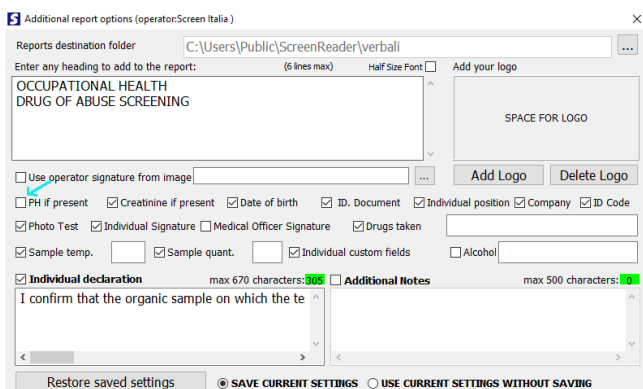 Additional report options (operator:Screen Italia )
Reports destination folder C:\Users\Public\ScreenReader\verbali ...
Enter any heading to add to the report: (6 lines max) Half Size Font Add your logo
OCCUPATIONAL HEALTH
DRUG OF ABUSE SCREENING
SPACE FOR LOGO
Use operator signature from image ... Add Logo Delete Logo
PH if present Creatinine if present Date of birth ID. Document Individual position Company ID Code
Photo Test Individual Signature Medical Officer Signature Drugs taken
Sample temp. Sample quant. Individual custom fields Alcohol
Individual declaration max 670 characters: 305 Additional Notes max 500 characters: 0
I confirm that the organic sample on which the te
Restore saved settings SAVE CURRENT SETTINGS USE CURRENT SETTINGS WITHOUT SAVING